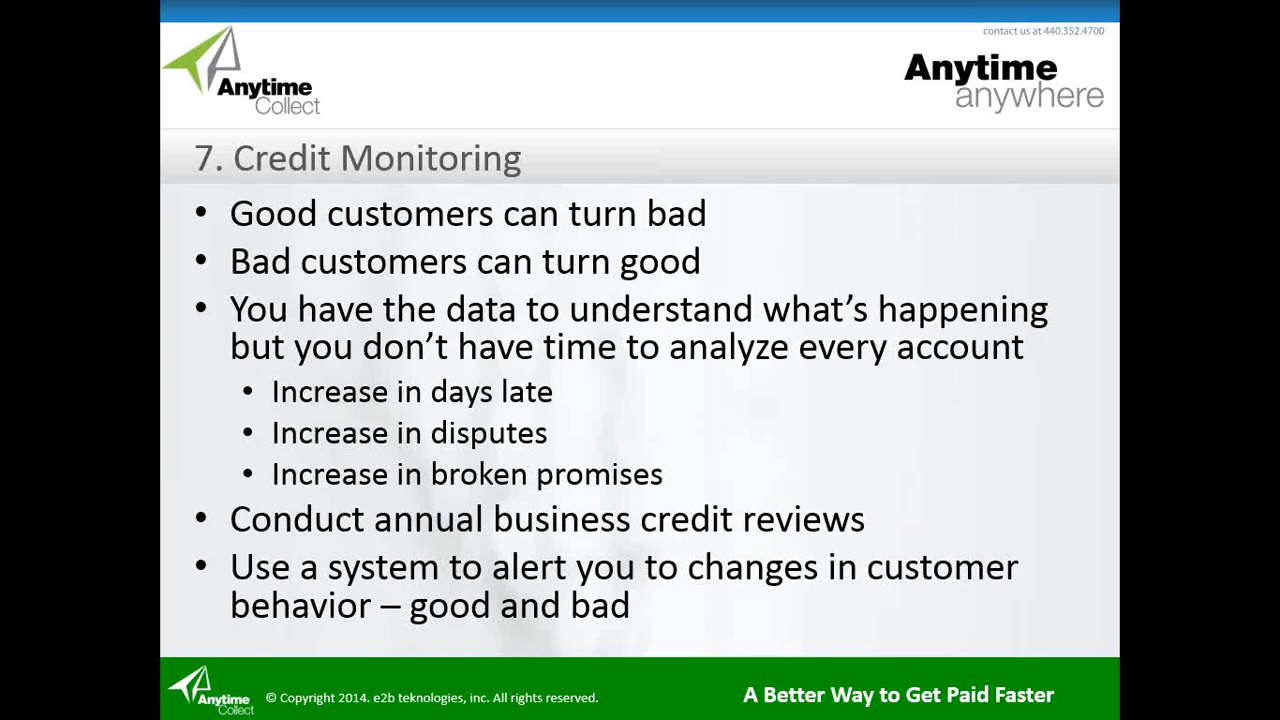 contact us at 440.352.4700
Anytime
Collect
Anytime
anywhere
7. Credit Monitoring
• Good customers can turn bad
• Bad customers can turn good
• You have the data to understand what’s happening
but you don’t have time to analyze every account
• Increase in days late
• Increase in disputes
• Increase in broken promises
• Conduct annual business credit reviews
• Use a system to alert you to changes in customer
behavior – good and bad
Anytime
Collect
© Copyright 2014. e2b teknologies, inc. All rights reserved.
A Better Way to Get Paid Faster